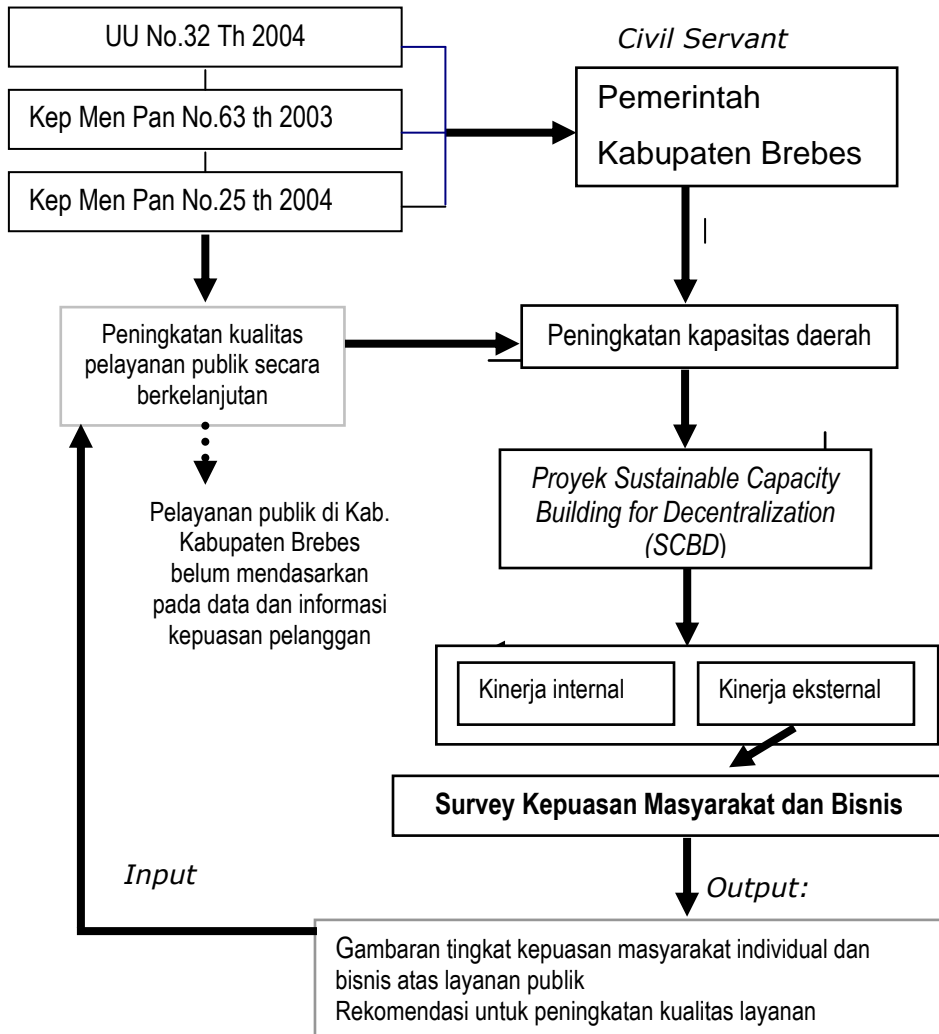 UU No.32 Th 2004
Civil Servant
Kep Men Pan No.63 th 2003
Kep Men Pan No.25 th 2004
Pemerintah
Kabupaten Brebes
Peningkatan kualitas
pelayanan publik secara
berkelanjutan
Peningkatan kapasitas daerah
Pelayanan publik di Kab.
Kabupaten Brebes
belum mendasarkan
pada data dan informasi
kepuasan pelanggan
Proyek Sustainable Capacity
Building for Decentralization
(SCBD)
Kinerja internal
Kinerja eksternal
Survey Kepuasan Masyarakat dan Bisnis
Input
Output:
Gambaran tingkat kepuasan masyarakat individual dan
bisnis atas layanan publik
Rekomendasi untuk peningkatan kualitas layanan